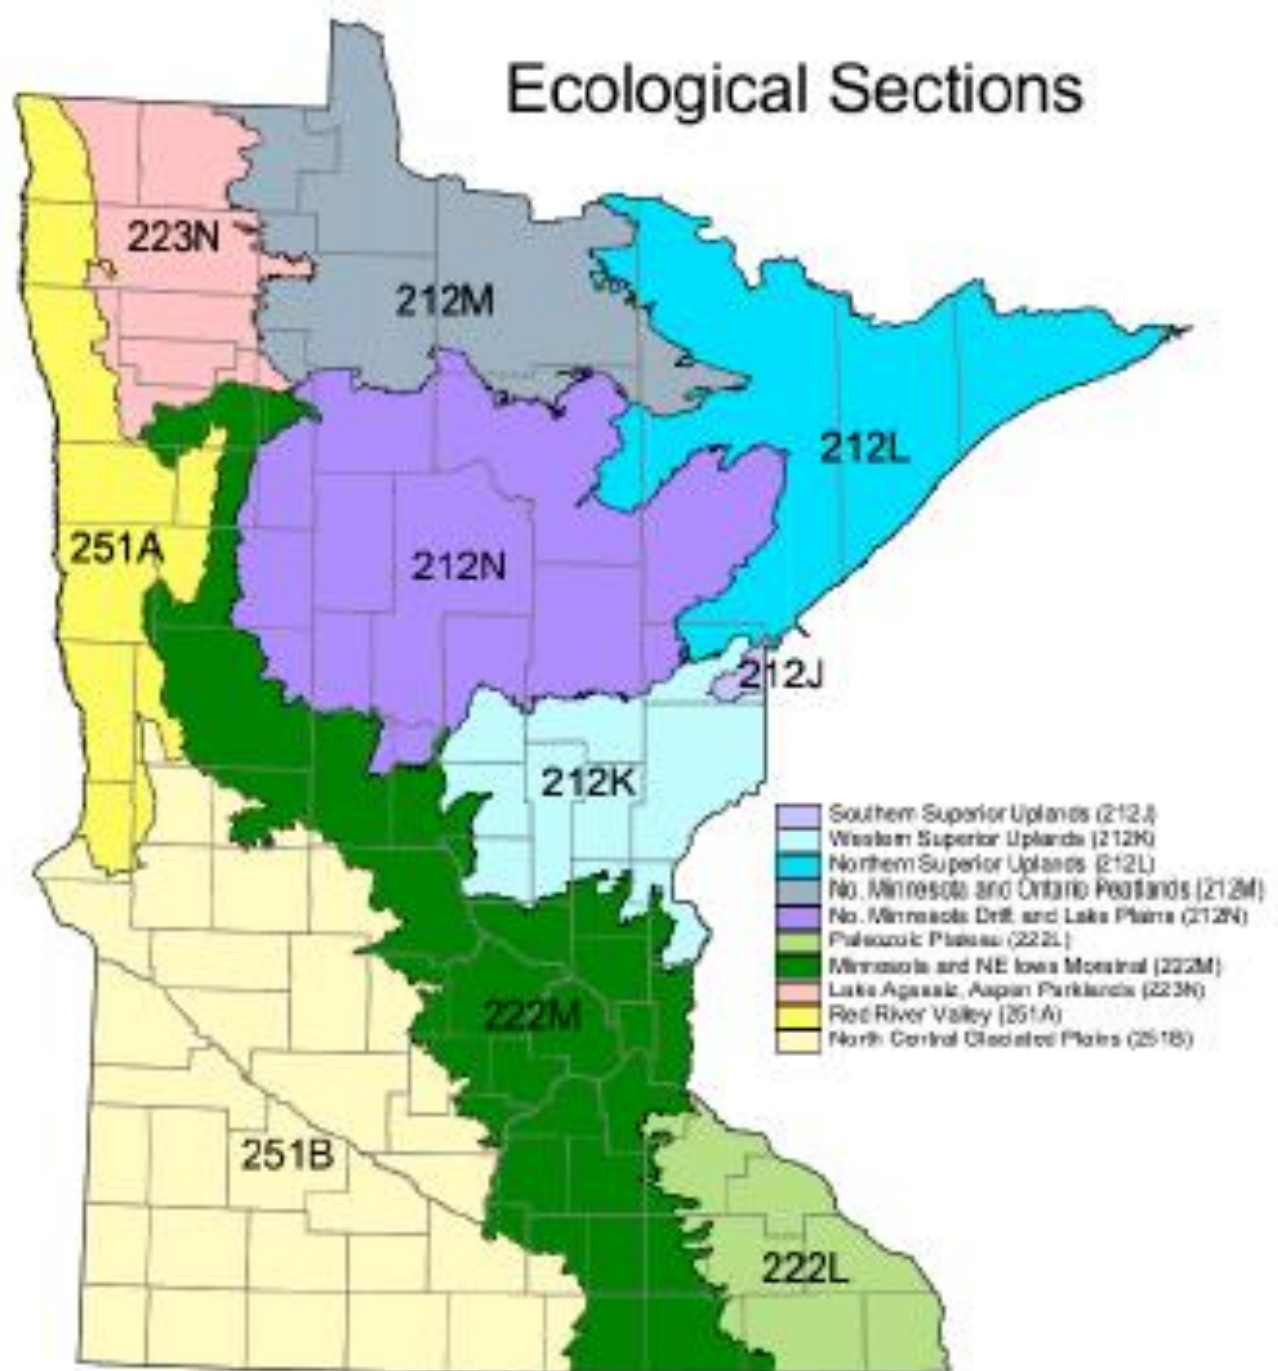 Ecological Sections
223N
212M
212L
251A
212N
212J
212K
Southern Superior Uplands (212J)
Western Superior Uplands (212K)
Northern Superior Uplands (212L)
No. Minnesota and Ontario Peatlands (212M)
No. Minnesota Drift and Lake Plains (212N)
Paleozoic Plateau (222L)
Minnesota and NE Iowa Morainal (222M)
Lake Agassiz, Aspen Parklands (223N)
Red River Valley (251A)
North Central Glaciated Plains (251B)
222M
251B
222L